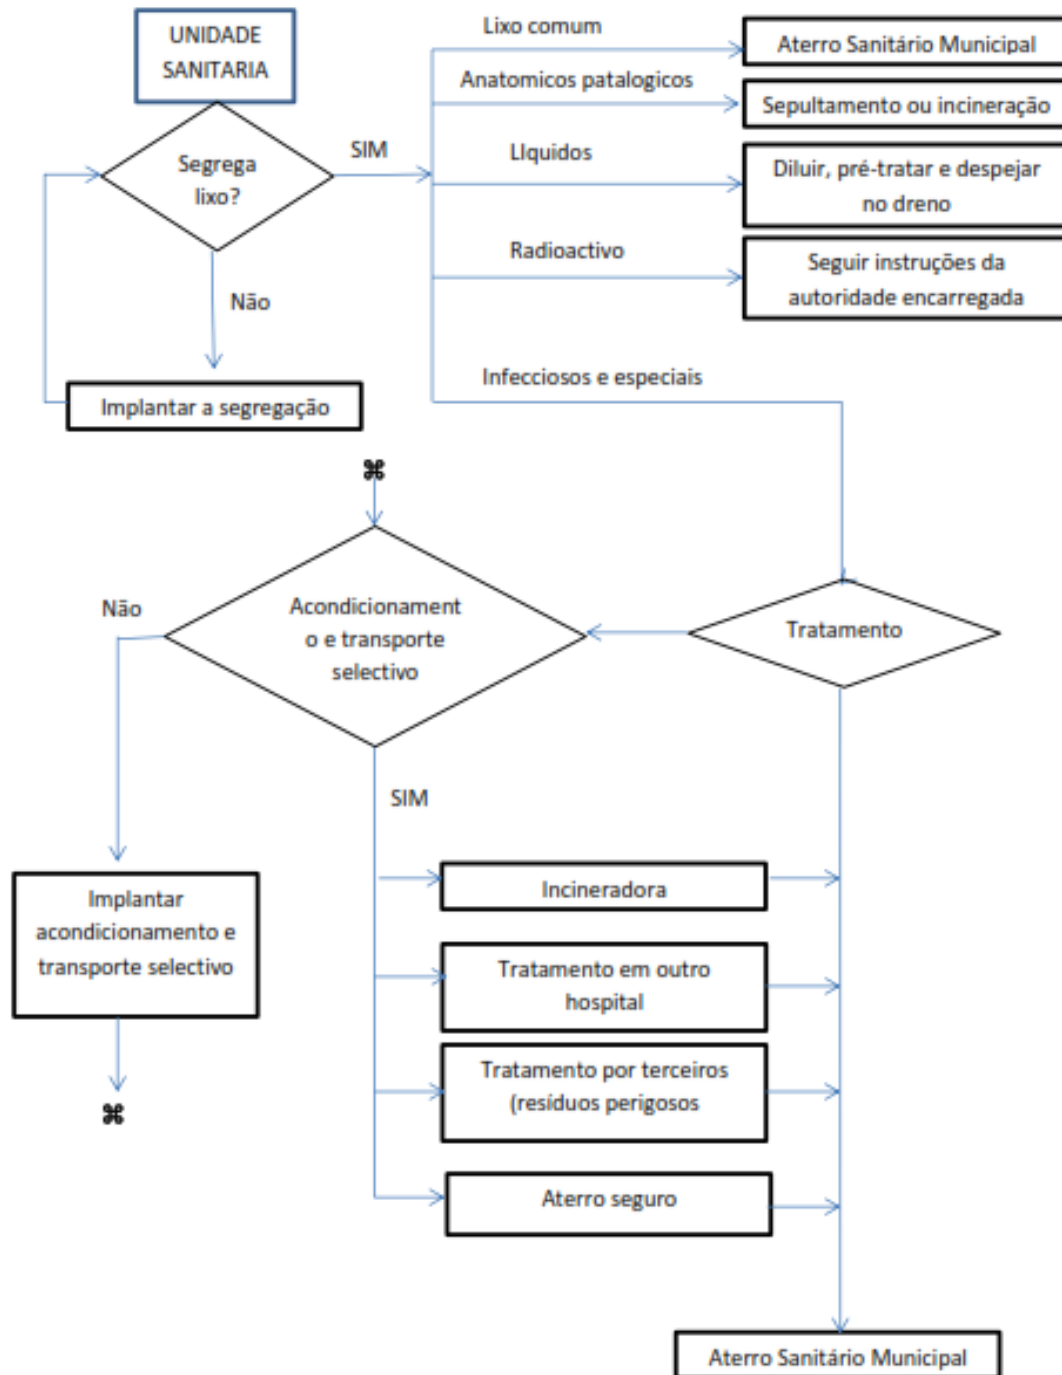 UNIDADE
SANITARIA
Segrega
lixo?
SIM
Não
Implantar a segregação
Lixo comum
Aterro Sanitário Municipal
Anatomicos patalogicos
Sepultamento ou incineração
LIquidos
Diluir, pré-tratar e despejar
no dreno
Radioactivo
Seguir instruções da
autoridade encarregada
Infecciosos e especiais
⌘
Tratamento
Acondicionament
o e transporte
selectivo
Não
Implantar
acondicionamento e
transporte selectivo
⌘
SIM
Incineradora
Tratamento em outro
hospital
Tratamento por terceiros
(resíduos perigosos
Aterro seguro
Aterro Sanitário Municipal